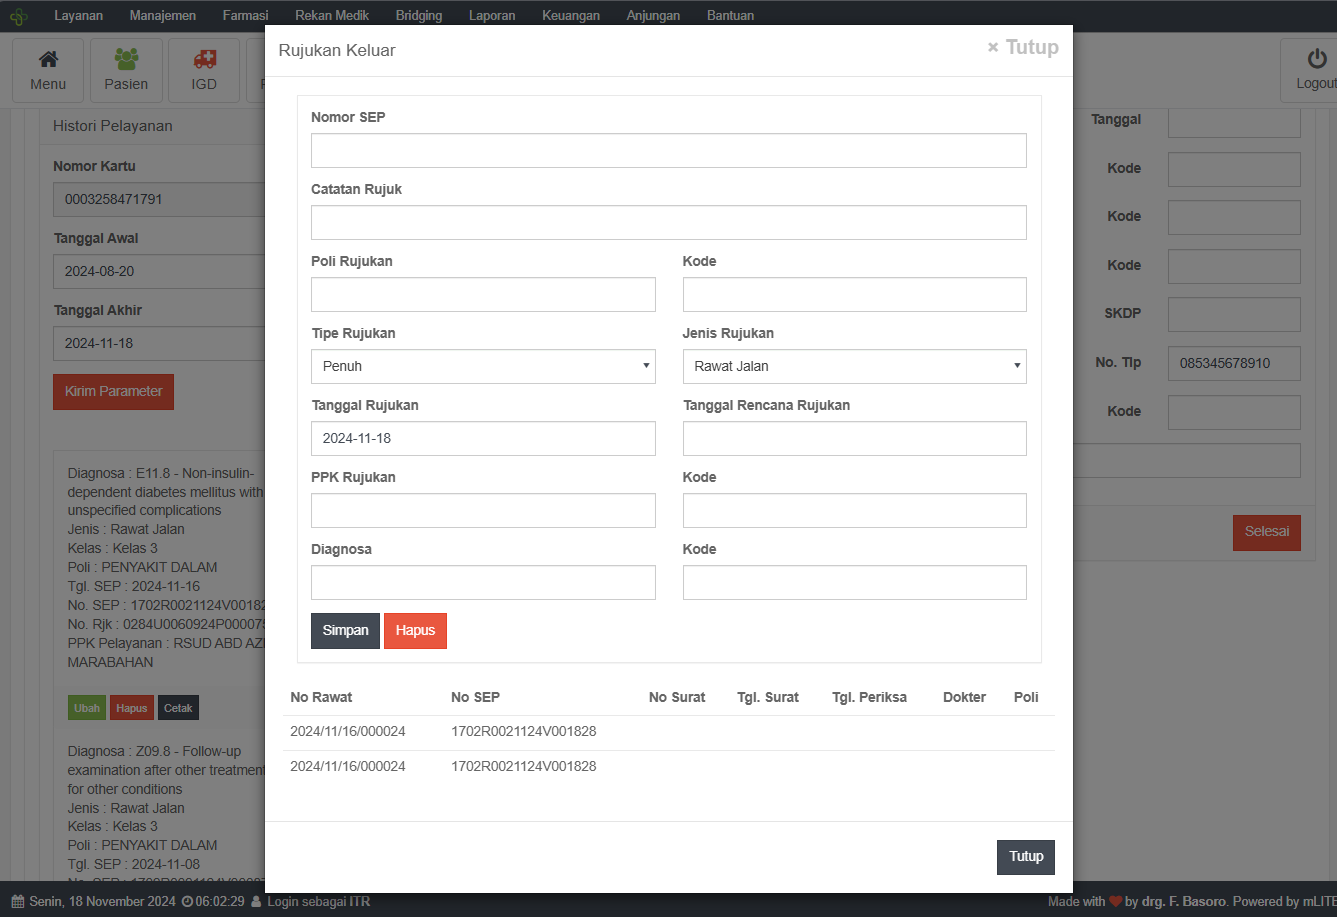 Layanan Manajemen Farmasi Rekan Medik Bridging Laporan Keuangan Anjungan Bantuan
Menu
Pasien
IGD
Logout
Histori Pelayanan
Nomor Kartu
0003258471791
Tanggal Awal
2024-08-20
Tanggal Akhir
2024-11-18
Kirim Parameter
Diagnosa : E11.8 - Non-insulin-
dependent diabetes mellitus with
unspecified complications
Jenis : Rawat Jalan
Kelas : Kelas 3
Poli : PENYAKIT DALAM
Tgl. SEP : 2024-11-16
No. SEP : 1702R0021124V00182
No. Rjk : 0284U0060924P00007
PPK Pelayanan : RSUD ABD AZI
MARABAHAN
Ubah Hapus Cetak
Diagnosa : Z09.8 - Follow-up
examination after other treatment
for other conditions
Jenis : Rawat Jalan
Kelas : Kelas 3
Poli : PENYAKIT DALAM
Tgl. SEP : 2024-11-08
Rujukan Keluar
× Tutup
Nomor SEP
Catatan Rujuk
Poli Rujukan Kode
Tipe Rujukan Jenis Rujukan
Penuh Rawat Jalan
Tanggal Rujukan Tanggal Rencana Rujukan
2024-11-18
PPK Rujukan Kode
Diagnosa Kode
Simpan Hapus
No Rawat No SEP No Surat Tgl. Surat Tgl. Periksa Dokter Poli
2024/11/16/000024 1702R0021124V001828
2024/11/16/000024 1702R0021124V001828
Tutup
Tanggal
Kode
Kode
Kode
SKDP
No. Tlp 085345678910
Kode
Selesai
Senin, 18 November 2024 06:02:29 Login sebagai ITR
Made with by drg. F. Basoro. Powered by mLITE